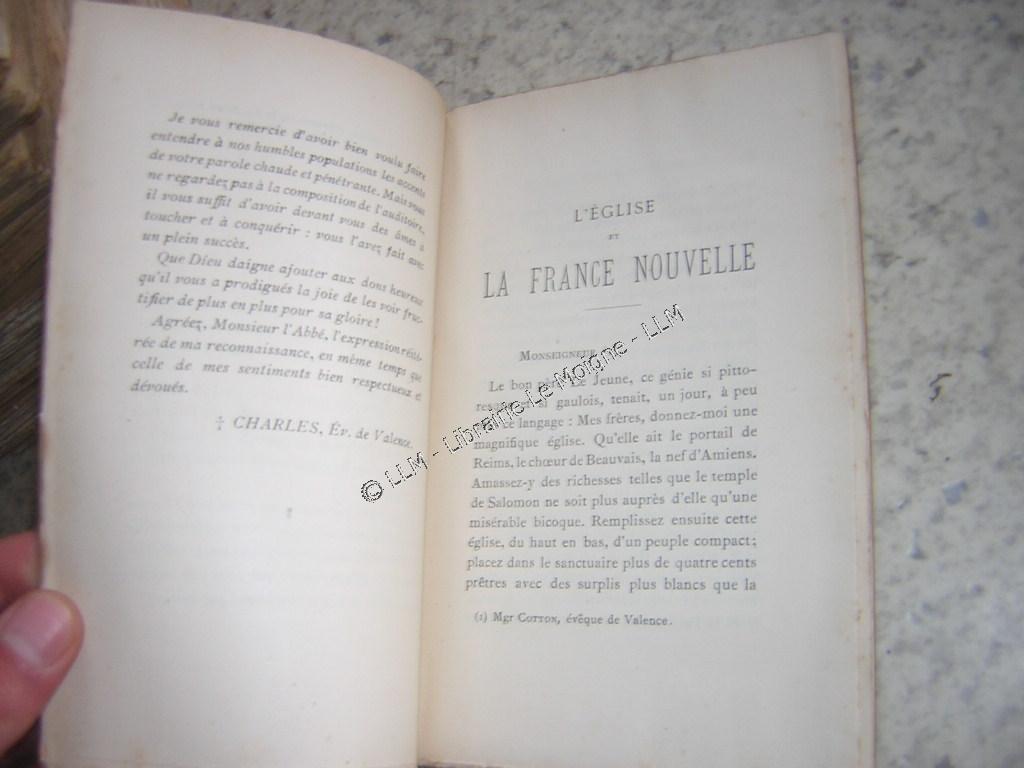 Je vous remercie d'avoir bien voulu faire
entendre à nos humbles populations les accents
de votre parole chaude et pénétrante. Mais vous
ne regardez pas à la composition de l'auditoire,
il vous suffit d'avoir devant vous des âmes à
toucher et à conquérir : vous l'avez fait avec
un plein succès.
Que Dieu daigne ajouter aux dons heureux
qu'il vous a prodigués la joie de les voir fruc-
tifier de plus en plus pour sa gloire!
Agréez, Monsieur l'Abbé, l'expression réité-
rée de ma reconnaissance, en même temps que
celle de mes sentiments bien respectueux et
dévoués.
† CHARLES, Év. de Valence.
L'ÉGLISE
ET
LA FRANCE NOUVELLE
MONSEIGNEUR
Le bon père Le Jeune, ce génie si pitto-
et si gaulois, tenait, un jour, à peu
ce langage : Mes frères, donnez-moi une
magnifique église. Qu'elle ait le portail de
Reims, le chœur de Beauvais, la nef d'Amiens.
Amassez-y des richesses telles que le temple
de Salomon ne soit plus auprès d'elle qu'une
misérable bicoque. Remplissez ensuite cette
église, du haut en bas, d'un peuple compact;
placez dans le sanctuaire plus de quatre cents
prêtres avec des surplis plus blancs que la
(1) Mgr COTTON, évêque de Valence.
© LLM - Librairie Le Moigne - LLM